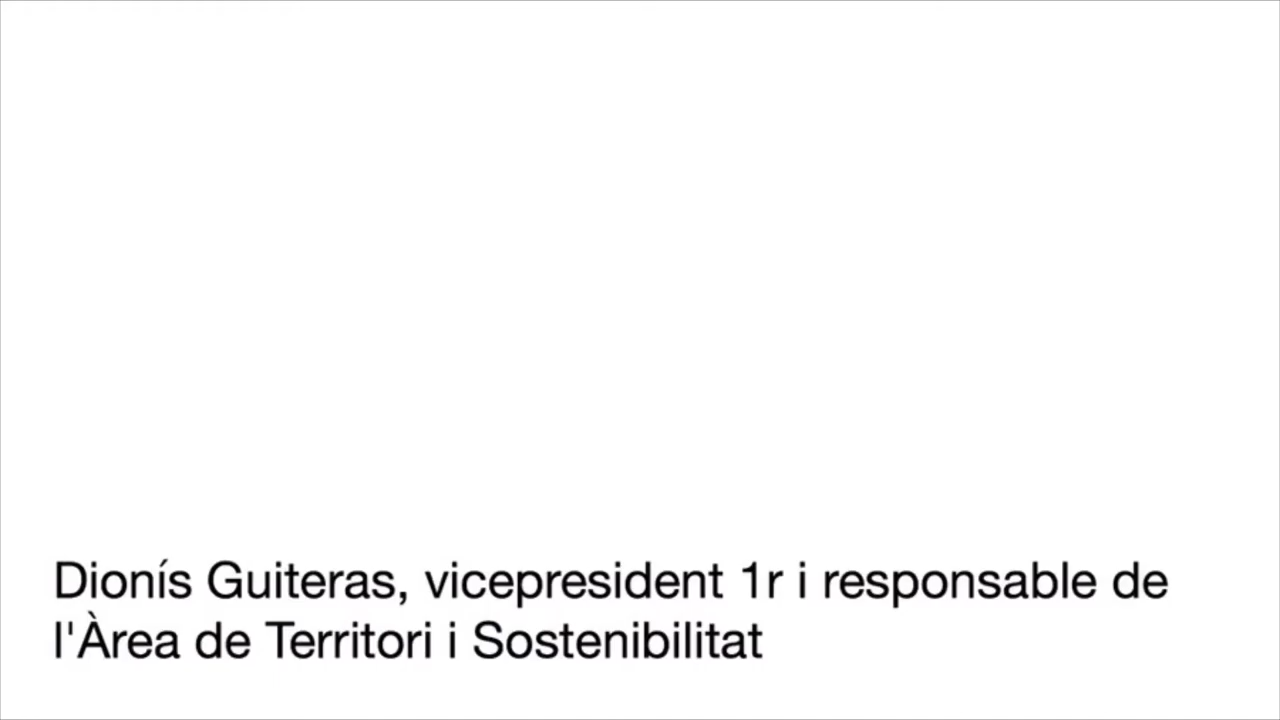 Dionís Guiteras, vicepresident 1r i responsable de
l'Àrea de Territori i Sostenibilitat